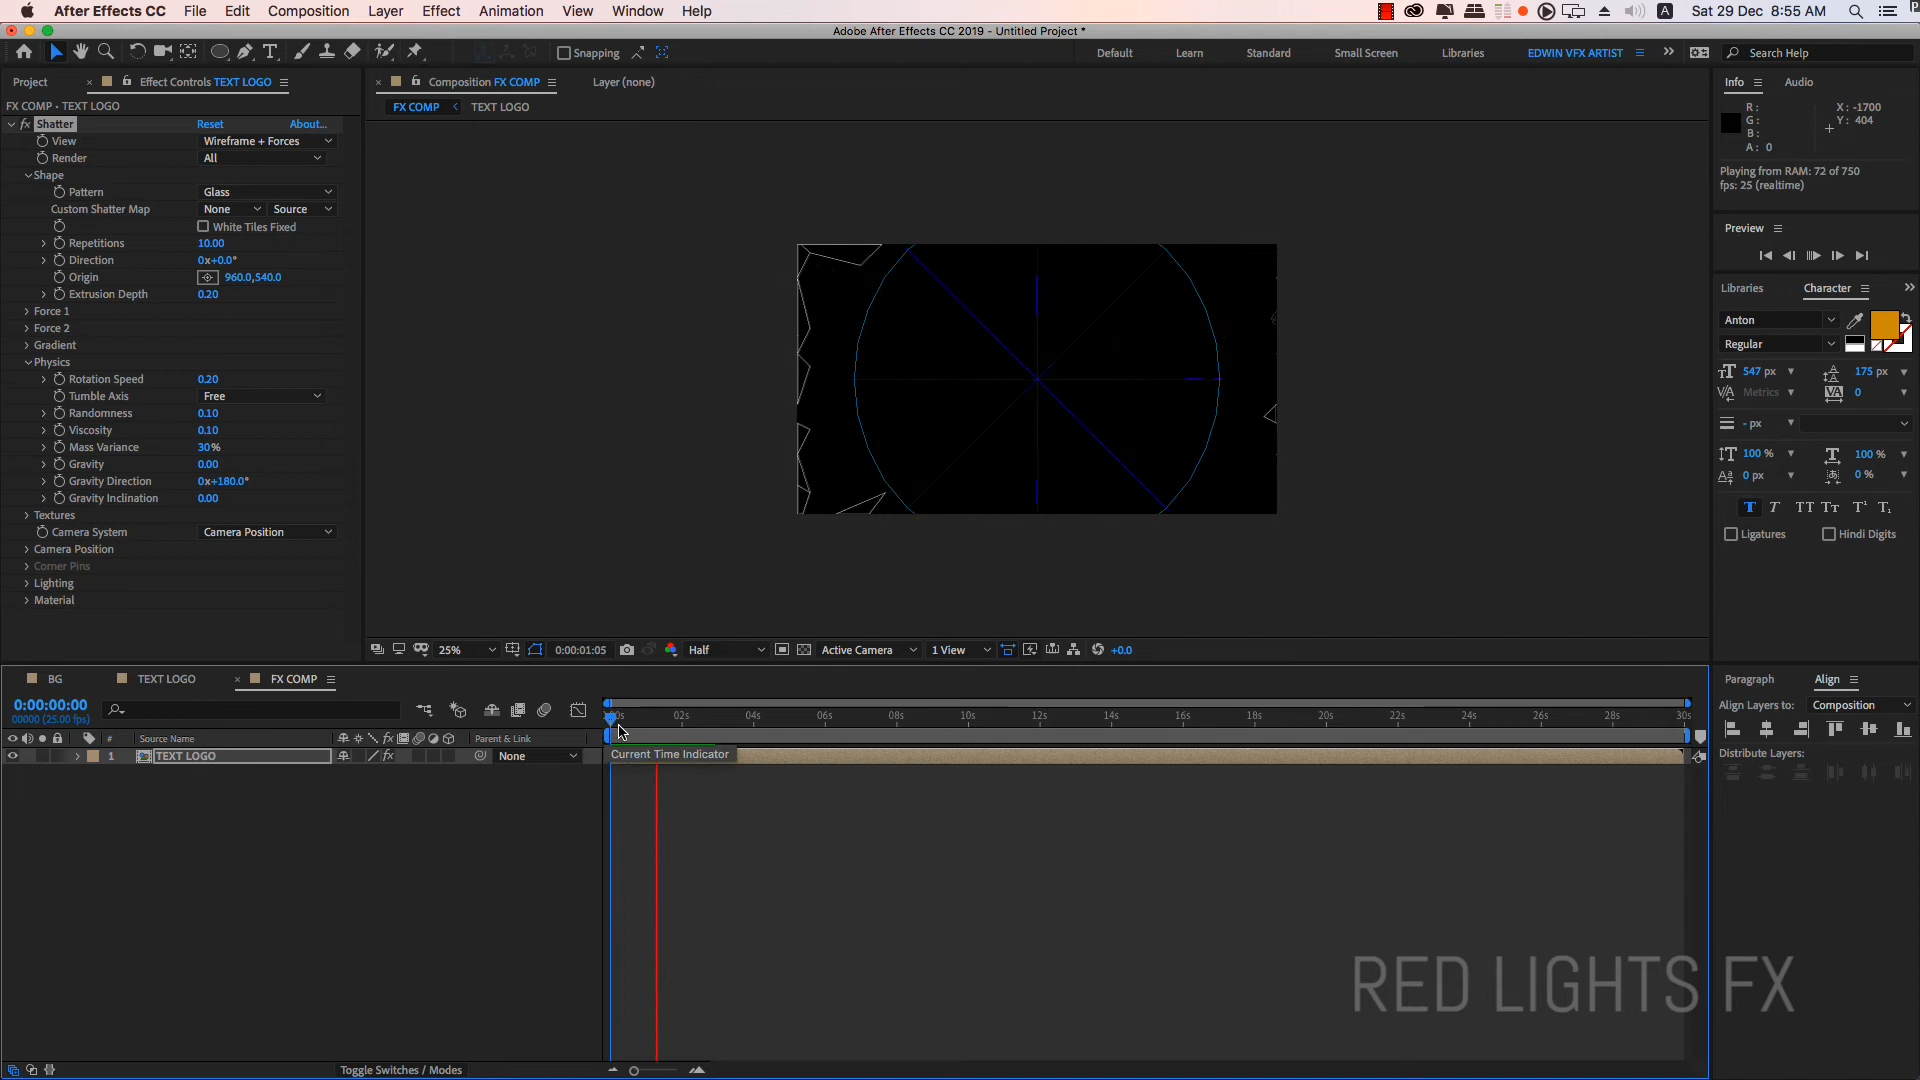 After Effects CC File Edit Composition Layer Effect Animation View Window Help
A Sat 29 Dec 8:55 AM
Adobe After Effects CC 2019 - Untitled Project *
Snapping
Default Learn Standard Small Screen Libraries EDWIN VFX ARTIST
Search Help
Project
Effect Controls TEXT LOGO
FX COMP • TEXT LOGO
fx Shatter Reset About...
View Wireframe + Forces
Render All
Shape
Pattern Glass
Custom Shatter Map None Source
White Tiles Fixed
Repetitions 10.00
Direction 0x+0.0°
Origin 960.0,540.0
Extrusion Depth 0.20
Force 1
Force 2
Gradient
Physics
Rotation Speed 0.20
Tumble Axis Free
Randomness 0.10
Viscosity 0.10
Mass Variance 30%
Gravity 0.00
Gravity Direction 0x+180.0°
Gravity Inclination 0.00
Textures
Camera System Camera Position
Camera Position
Corner Pins
Lighting
Material
Composition FX COMP
Layer (none)
FX COMP
TEXT LOGO
25%
0:00:01:05
Half
Active Camera
1 View
+0.0
Info Audio
R :
G :
B :
A : 0
X : -1700
Y : 404
Playing from RAM: 72 of 750
fps: 25 (realtime)
Preview
Libraries Character
Anton
Regular
547 px
175 px
Metrics
0
- px
100 %
100 %
0 px
0 %
Ligatures
Hindi Digits
Paragraph Align
Align Layers to: Composition
Distribute Layers:
BG
TEXT LOGO
FX COMP
0:00:00:00
00000 (25.00 fps)
# Source Name
Parent & Link
1 TEXT LOGO
None
02s 04s 06s 08s 10s 12s 14s 16s 18s 20s 22s 24s 26s 28s 30s
Current Time Indicator
Toggle Switches / Modes
RED LIGHTS FX